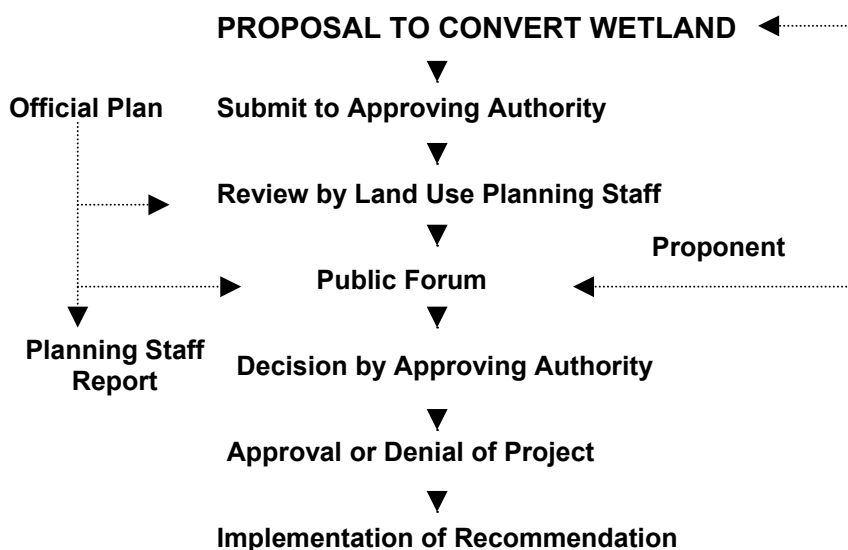 PROPOSAL TO CONVERT WETLAND
Official Plan
Submit to Approving Authority
Review by Land Use Planning Staff
Proponent
Public Forum
Planning Staff
Report
Decision by Approving Authority
Approval or Denial of Project
Implementation of Recommendation